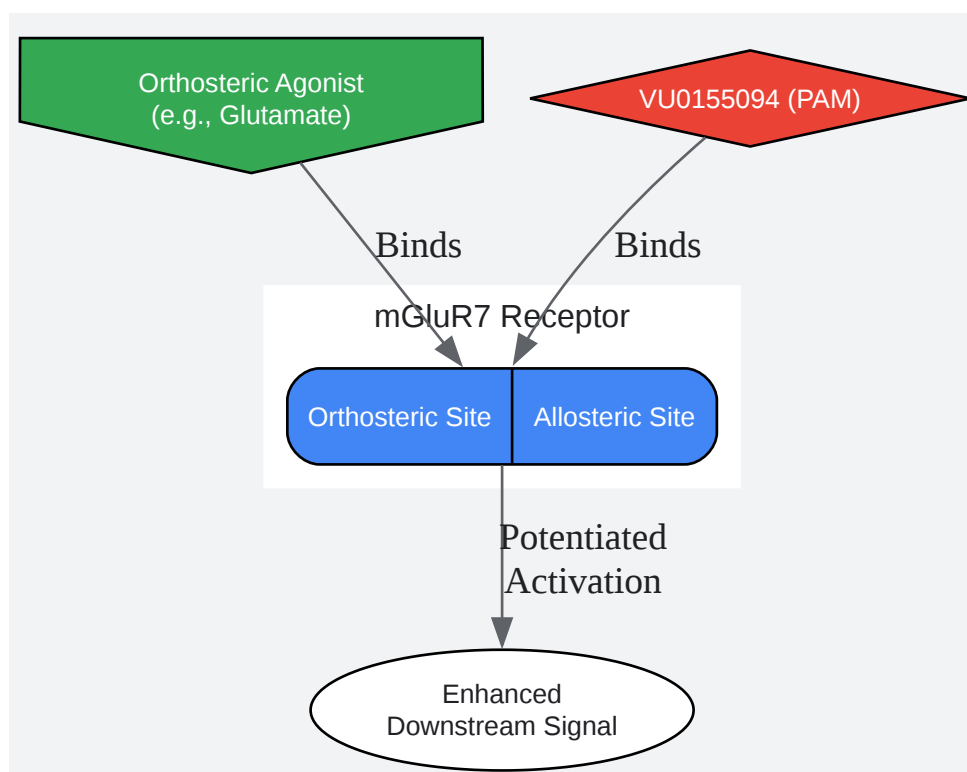 Orthosteric Agonist
(e.g., Glutamate)
VU0155094 (PAM)
Binds
Binds
mGluR7 Receptor
Orthosteric Site
Allosteric Site
Potentiated
Activation
Enhanced
Downstream Signal